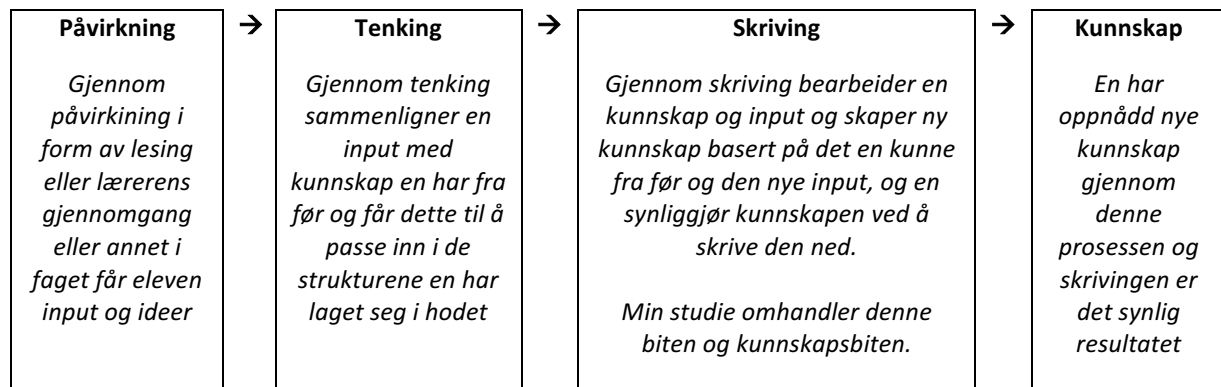 Påvirkning
Gjennom
påvirkining i
form av lesing
eller lærerens
gjennomgang
eller annet i
faget får eleven
input og ideer
→
Tenking
Gjennom tenking
sammenligner en
input med
kunnskap en har fra
før og får dette til å
passe inn i de
strukturene en har
laget seg i hodet
→
Skriving
Gjennom skriving bearbeider en
kunnskap og input og skaper ny
kunnskap basert på det en kunne
fra før og den nye input, og en
synliggjør kunnskapen ved å
skrive den ned.
Min studie omhandler denne
biten og kunnskapsbiten.
→
Kunnskap
En har
oppnådd nye
kunnskap
gjennom
denne
prosessen og
skrivingen er
det synlig
resultatet